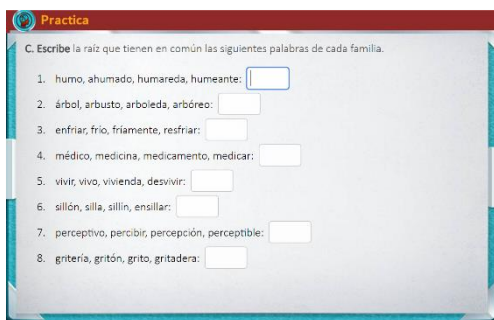 Practica
C. Escribe la raíz que tienen en común las siguientes palabras de cada familia.
1. humo, ahumado, humareda, humeante:
2. árbol, arbusto, arboleda, arbóreo:
3. enfriar, frio, fríamente, resfriar:
4. médico, medicina, medicamento, medicar:
5. vivir, vivo, vivienda, desvivir:
6. sillón, silla, sillín, ensillar:
7. perceptivo, percibir, percepción, perceptible:
8. gritería, gritón, grito, gritadera: